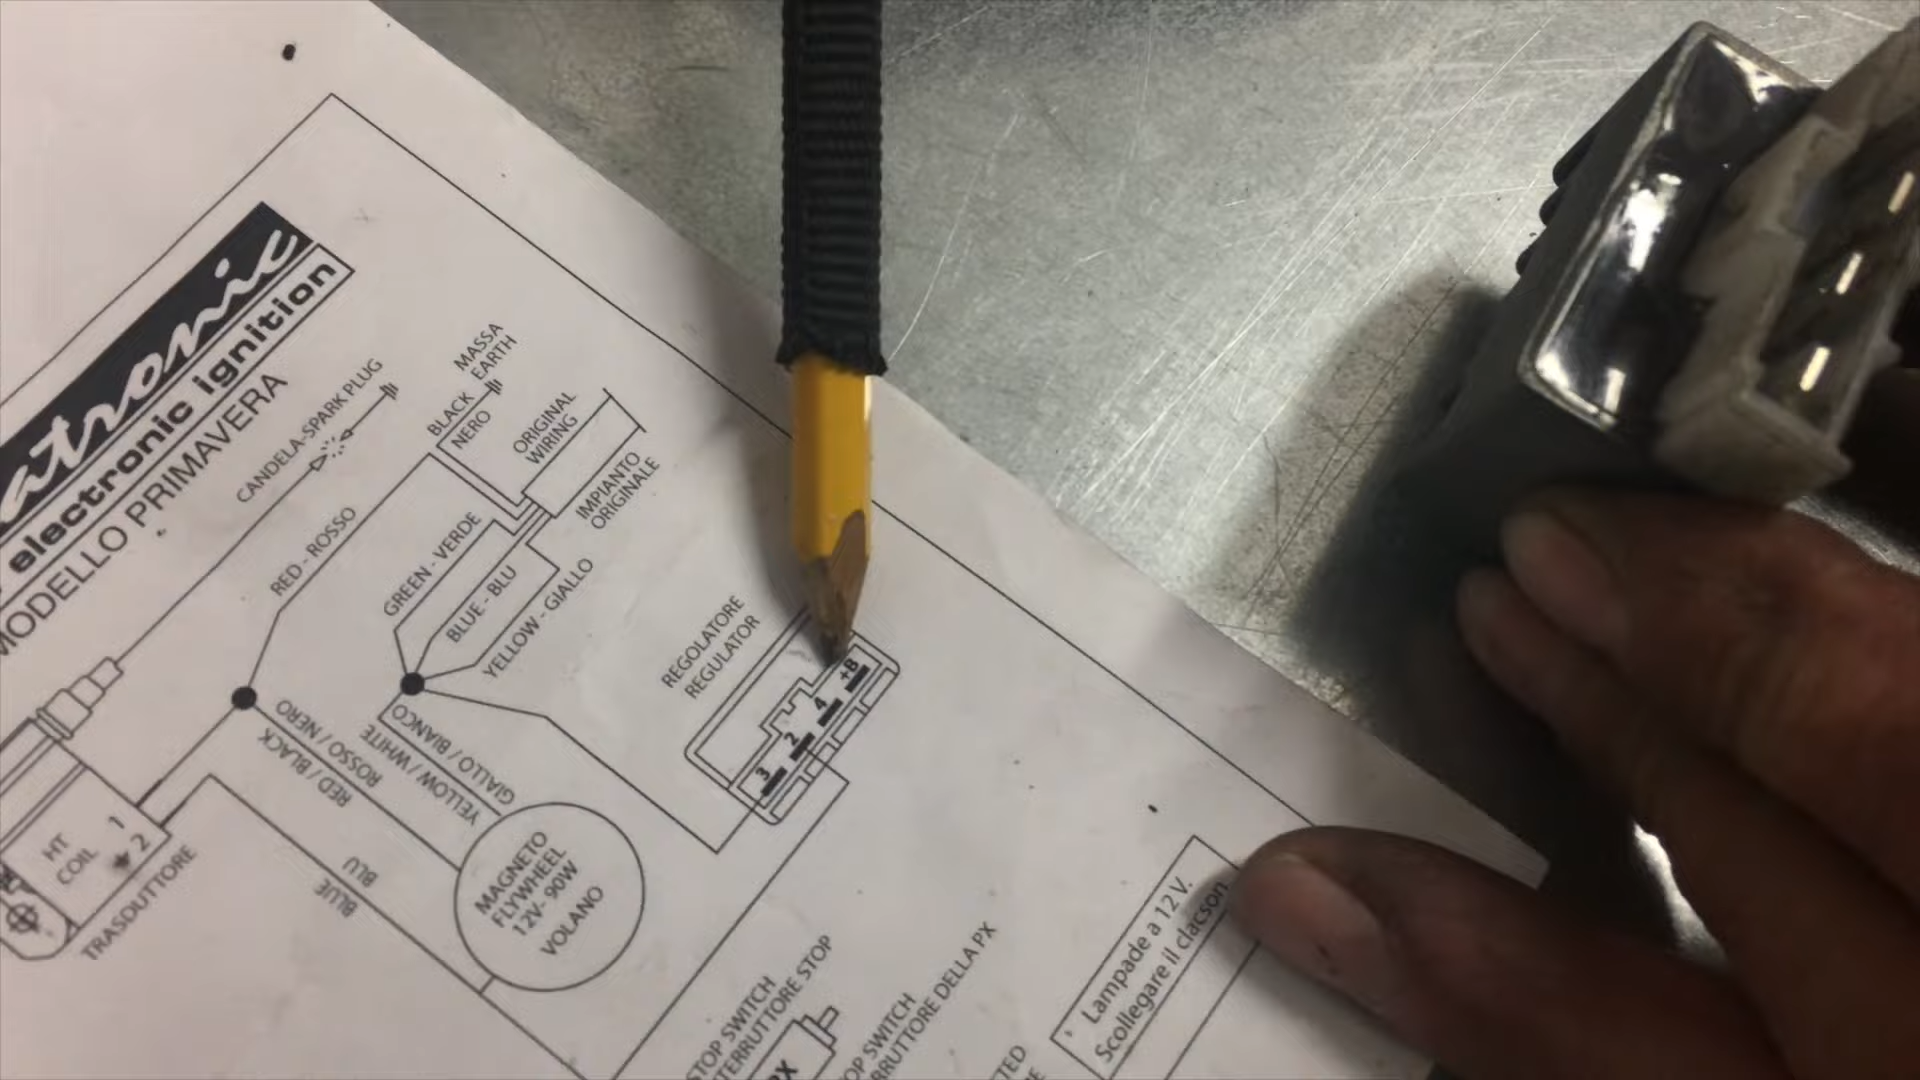 electronic ignition
MODELLO PRIMAVERA
CANDELA-SPARK PLUG
MASSA
EARTH
BLACK
NERO
ORIGINAL
WIRING
IMPIANTO
ORIGINALE
RED - ROSSO
GREEN - VERDE
BLUE - BLU
YELLOW - GIALLO
REGOLATORE
REGULATOR
3
2
4
+B
GIALLO / BIANCO
YELLOW / WHITE
ROSSO / NERO
RED / BLACK
BLU
BLUE
HT
COIL
1
2
TRASDUTTORE
MAGNETO
FLYWHEEL
12V- 90W
VOLANO
STOP SWITCH
STOP
PX
SWITCH
DELLA PX
Lampade a 12 V.
Scollegare il clacson